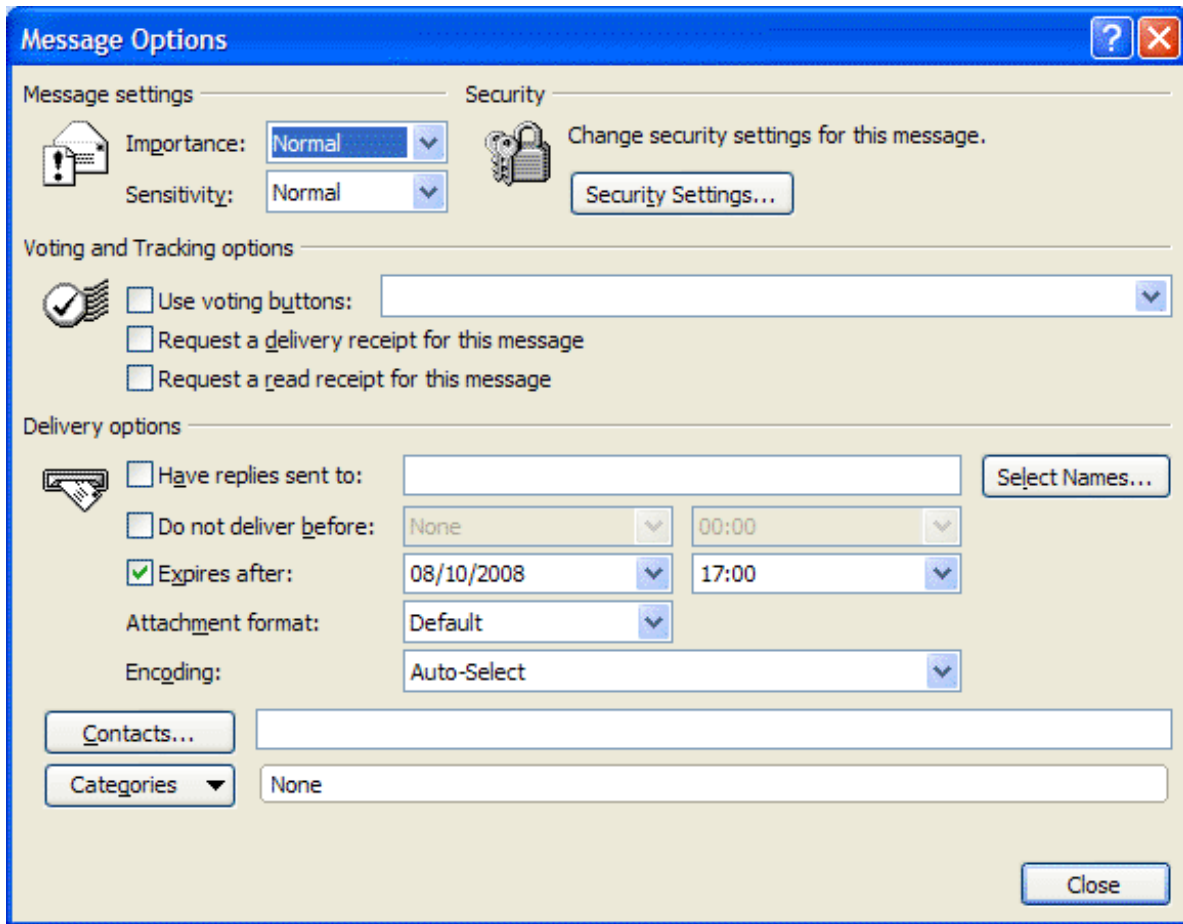 Message Options
Message settings
Security
Importance: Normal
Change security settings for this message.
Sensitivity: Normal
Security Settings...
Voting and Tracking options
Use voting buttons:
Request a delivery receipt for this message
Request a read receipt for this message
Delivery options
Have replies sent to:
Select Names...
Do not deliver before: None 00:00
Expires after: 08/10/2008 17:00
Attachment format: Default
Encoding: Auto-Select
Contacts...
Categories None
Close